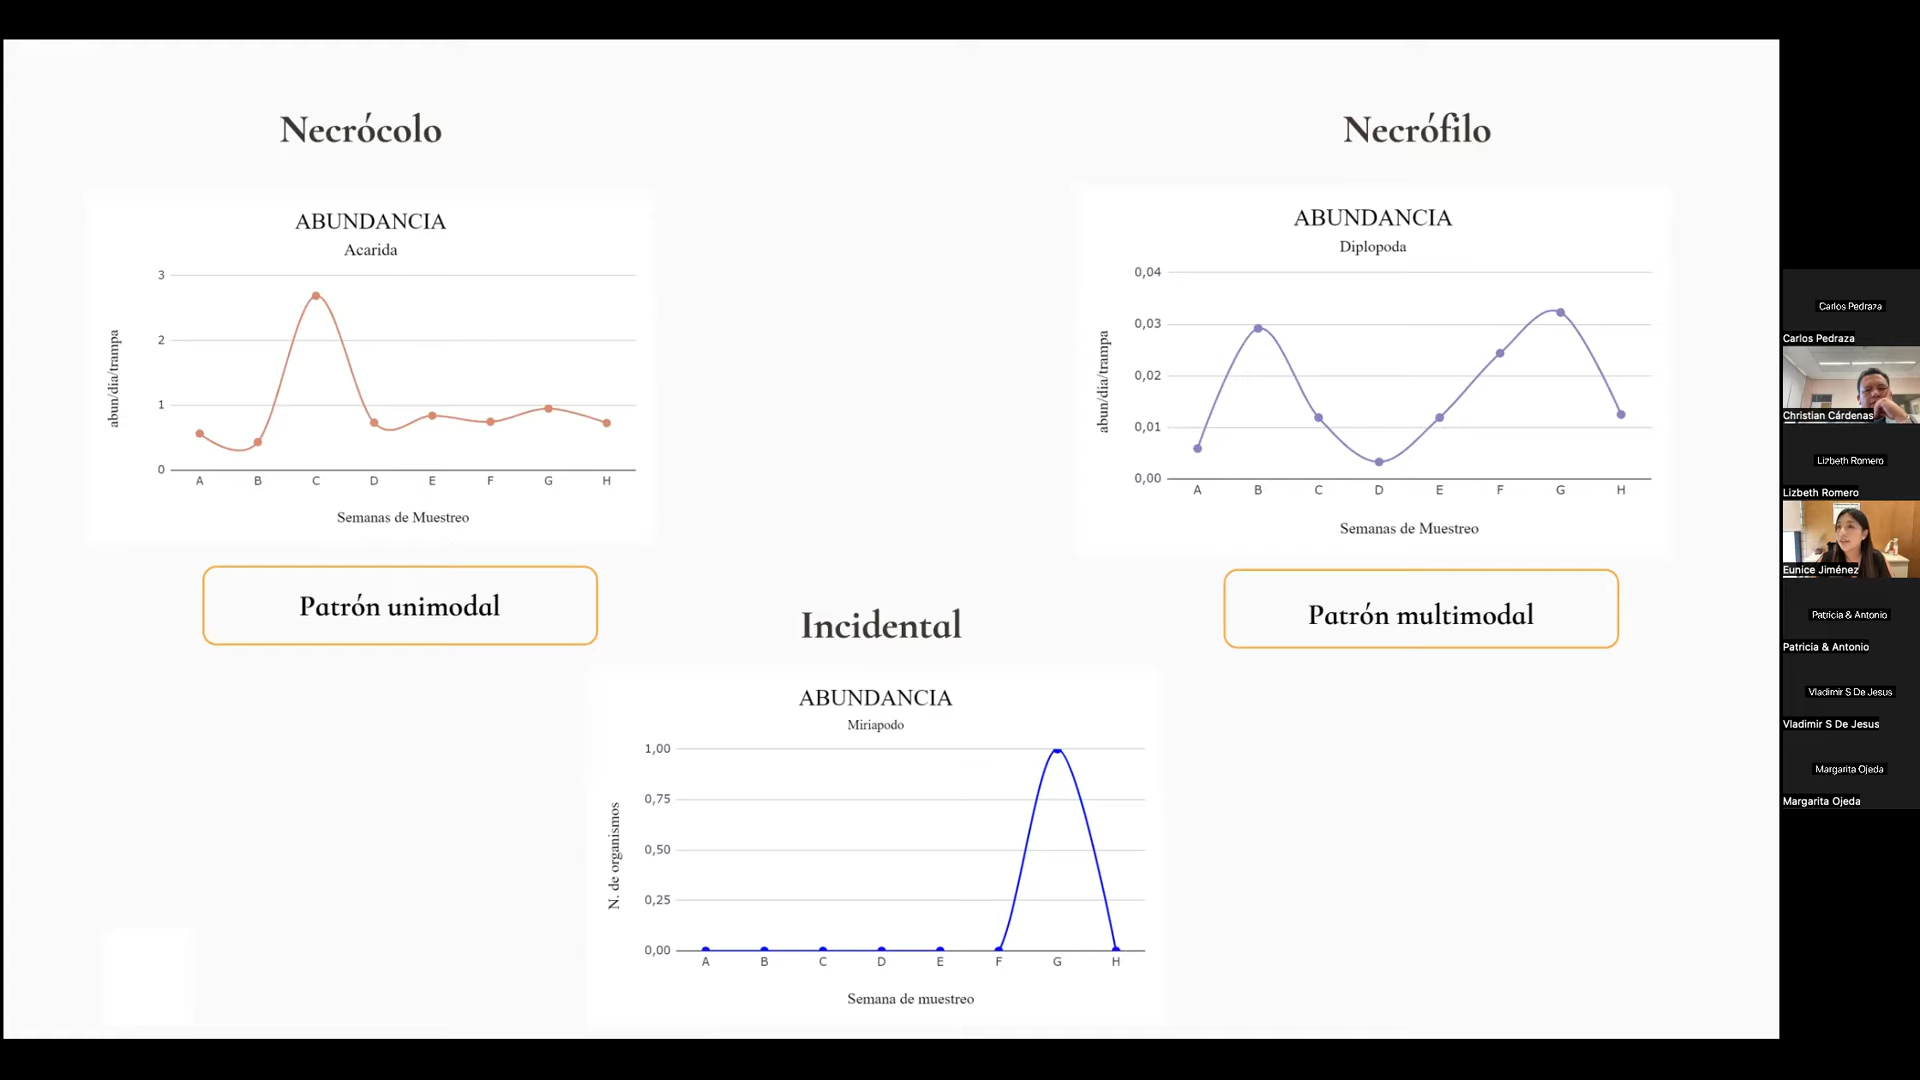 Necrócolo
ABUNDANCIA
Acarida
3
2
1
0
abun/dia/trampa
A B C D E F G H
Semanas de Muestreo
Patrón unimodal
Necrófilo
ABUNDANCIA
Diplopoda
0,04
0,03
0,02
0,01
0,00
abun/dia/trampa
A B C D E F G H
Semanas de Muestreo
Patrón multimodal
Incidental
ABUNDANCIA
Miriapodo
1,00
0,75
0,50
0,25
0,00
N. de organismos
A B C D E F G H
Semana de muestreo
Carlos Pedraza
Carlos Pedraza
Christian Cárdenas
Lizbeth Romero
Lizbeth Romero
Eunice Jiménez
Patricia & Antonio
Patricia & Antonio
Vladimir S De Jesus
Vladimir S De Jesus
Margarita Ojeda
Margarita Ojeda